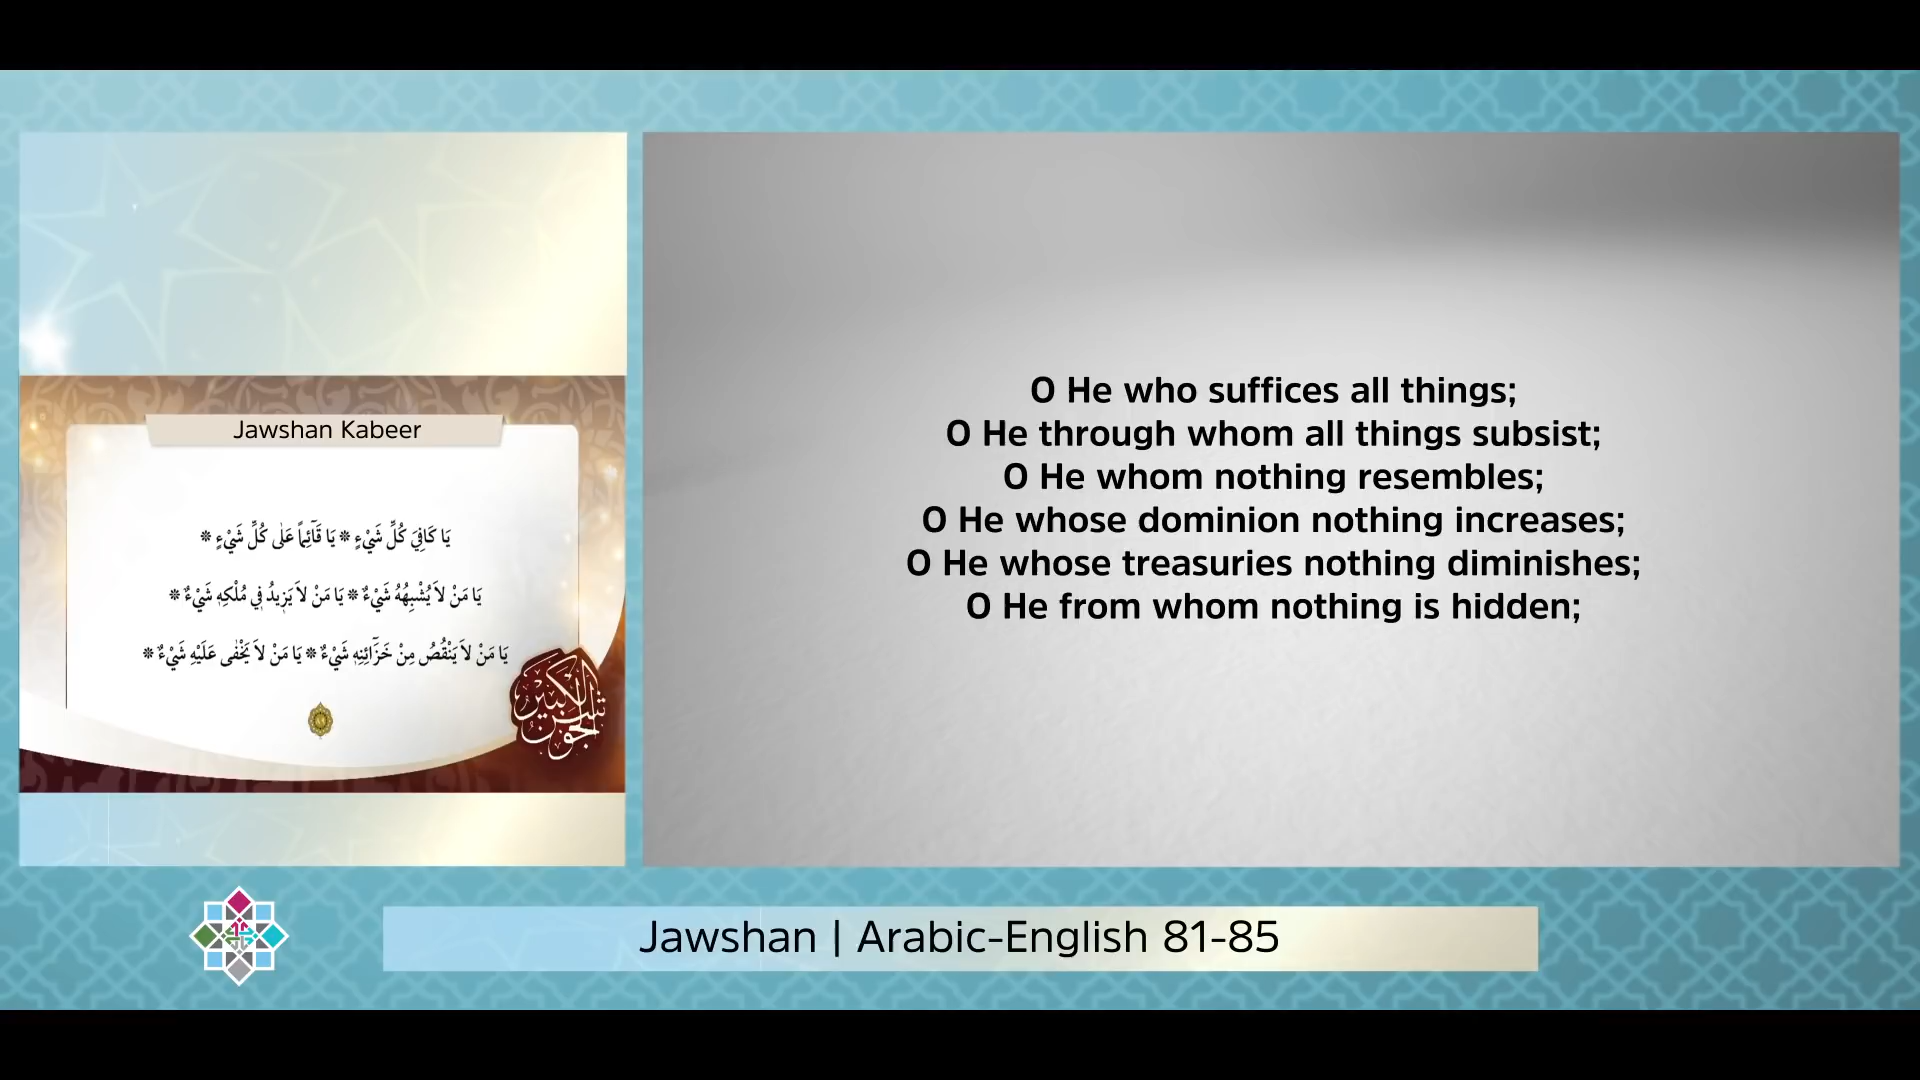 Jawshan Kabeer
يَا كَافِيَ كُلِّ شَيْءٍ * يَا قَآئِمًا عَلٰى كُلِّ شَيْءٍ *
يَا مَنْ لاَ يُشْبِهُهُ شَيْءٌ * يَا مَنْ لاَ يَزِيدُ فِي مُلْكِهِ شَيْءٌ *
يَا مَنْ لاَ يَنْقُصُ مِنْ خَزَآئِنِهِ شَيْءٌ * يَا مَنْ لاَ يَخْفٰى عَلَيْهِ شَيْءٌ *
الجوشن الكبير
O He who suffices all things;
O He through whom all things subsist;
O He whom nothing resembles;
O He whose dominion nothing increases;
O He whose treasuries nothing diminishes;
O He from whom nothing is hidden;
Jawshan | Arabic-English 81-85